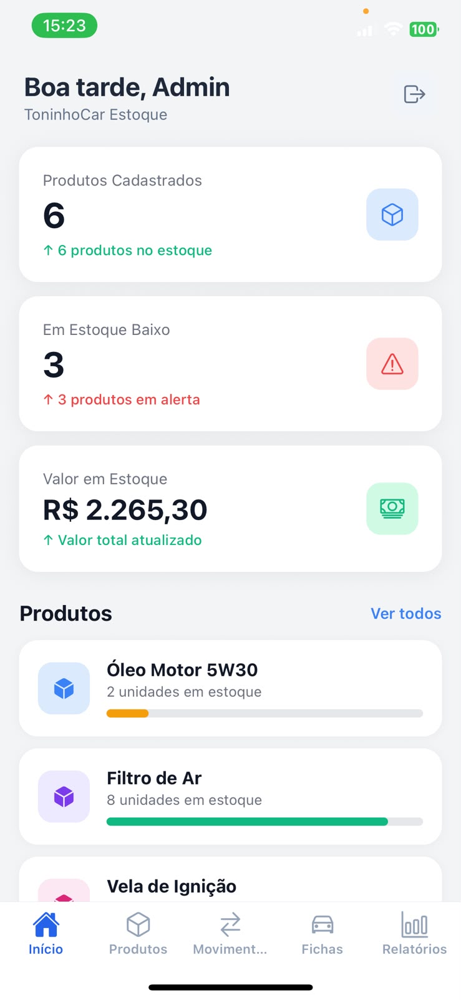 15:23
100
Boa tarde, Admin
ToninhoCar Estoque
Produtos Cadastrados
6
↑ 6 produtos no estoque
Em Estoque Baixo
3
↑ 3 produtos em alerta
Valor em Estoque
R$ 2.265,30
↑ Valor total atualizado
Produtos
Ver todos
Óleo Motor 5W30
2 unidades em estoque
Filtro de Ar
8 unidades em estoque
Vela de Ignição
Início
Produtos
Moviment...
Fichas
Relatórios